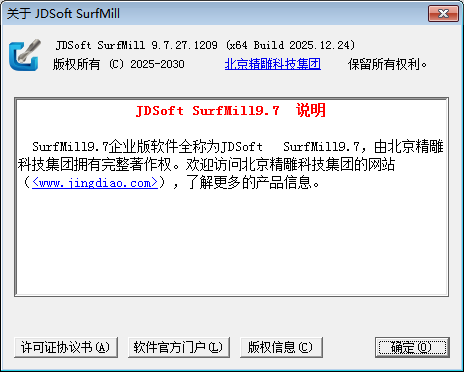 关于 JDSoft SurfMill
JDSoft SurfMill 9.7.27.1209 (x64 Build 2025.12.24)
版权所有 (C) 2025-2030 北京精雕科技集团 保留所有权利。
JDSoft SurfMill9.7 说明
SurfMill9.7企业版软件全称为JDSoft SurfMill9.7，由北京精雕
科技集团拥有完整著作权。欢迎访问北京精雕科技集团的网站
（<www.jingdiao.com>），了解更多的产品信息。
许可证协议书(A) 软件官方门户(L) 版权信息(C) 确定(O)